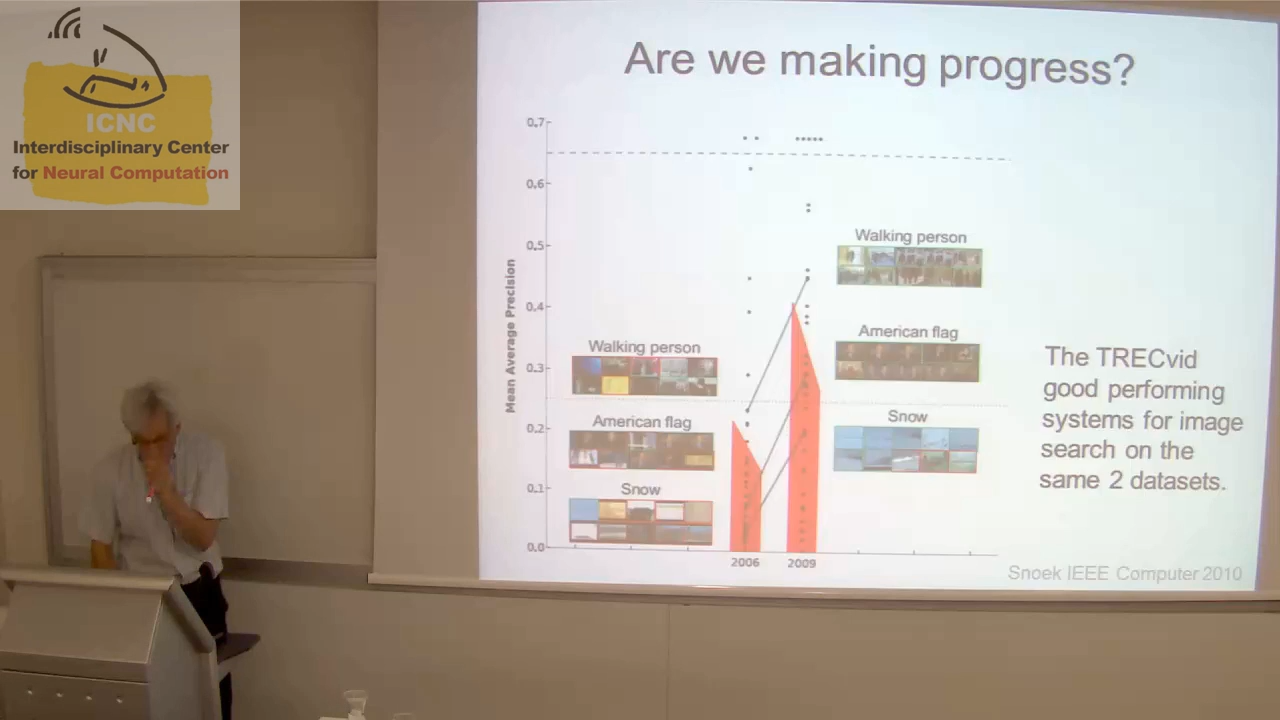 ICNC
Interdisciplinary Center
for Neural Computation
Are we making progress?
Mean Average Precision
0.7
0.6
0.5
0.4
0.3
0.2
0.1
0.0
2006
2009
Walking person
American flag
Snow
Walking person
American flag
Snow
The TRECvid
good performing
systems for image
search on the
same 2 datasets.
Snoek IEEE Computer 2010